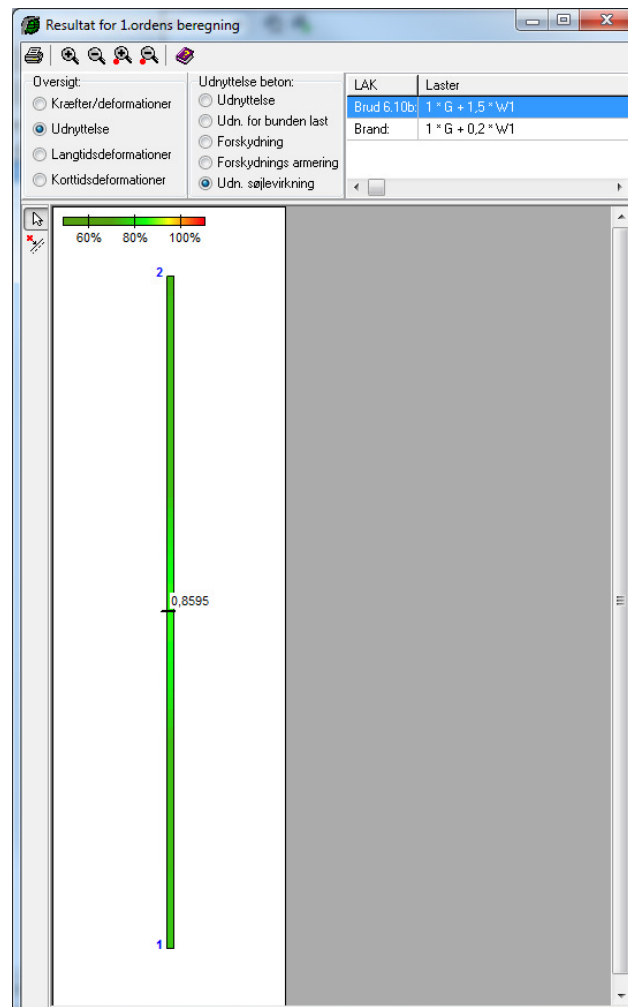 Resultat for 1.ordens beregning
Oversigt:
Kræfter/deformationer
Udnyttelse
Langtidsdeformationer
Korttidsdeformationer
Udnyttelse beton:
Udnyttelse
Udn. for bunden last
Forskydning
Forskydnings armering
Udn. søjlevirkning
LAK Laster
Brud 6.10b: 1 * G + 1,5 * W1
Brand: 1 * G + 0,2 * W1
60% 80% 100%
2
0,8595
1